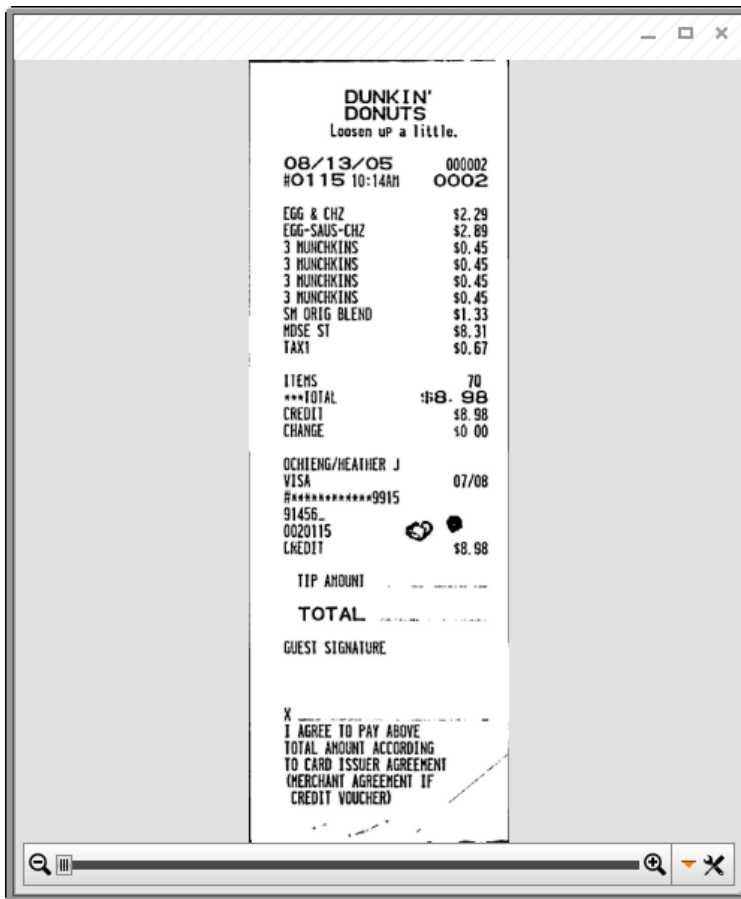 DUNKIN'
DONUTS
Loosen up a little.
08/13/05 000002
#0115 10:14AM 0002
EGG & CHZ $2.29
EGG-SAUS-CHZ $2.89
3 MUNCHKINS $0.45
3 MUNCHKINS $0.45
3 MUNCHKINS $0.45
3 MUNCHKINS $0.45
SM ORIG BLEND $1.33
MDSE ST $8.31
TAX1 $0.67
ITEMS 7Q
***TOTAL $8.98
CREDIT $8.98
CHANGE $0 00
OCHIENG/HEATHER J
VISA 07/08
#************9915
91456_
0020115
CREDIT $8.98
TIP AMOUNT
TOTAL
GUEST SIGNATURE
X
I AGREE TO PAY ABOVE
TOTAL AMOUNT ACCORDING
TO CARD ISSUER AGREEMENT
(MERCHANT AGREEMENT IF
CREDIT VOUCHER)